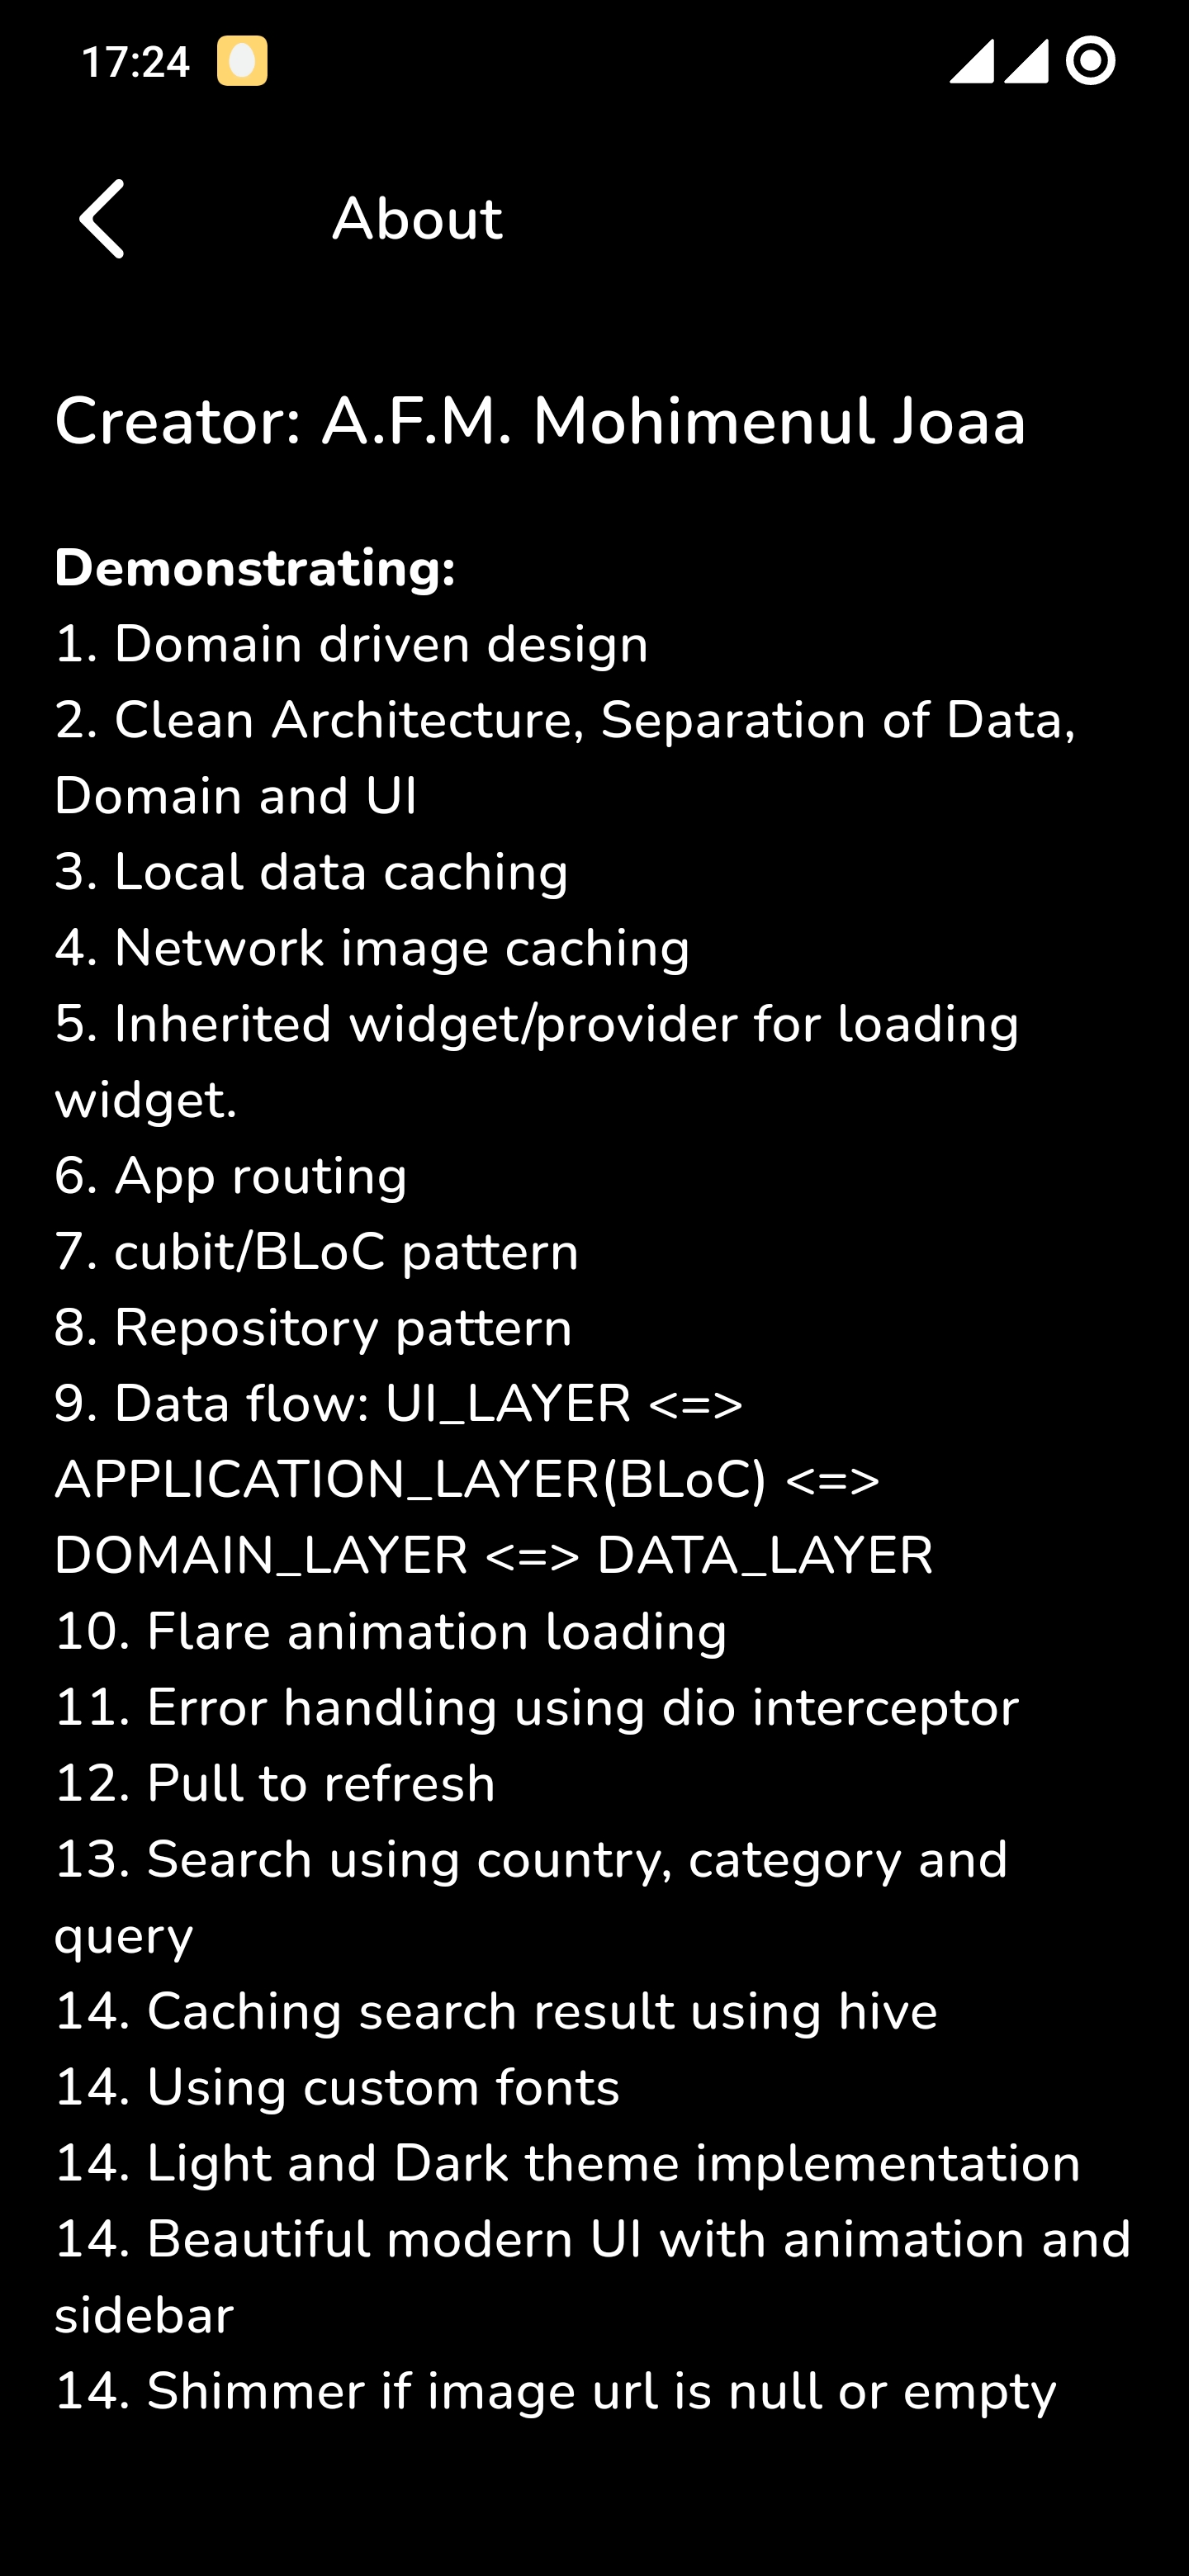 17:24
About
Creator: A.F.M. Mohimenul Joaa
Demonstrating:
1. Domain driven design
2. Clean Architecture, Separation of Data,
Domain and UI
3. Local data caching
4. Network image caching
5. Inherited widget/provider for loading
widget.
6. App routing
7. cubit/BLoC pattern
8. Repository pattern
9. Data flow: UI_LAYER <=>
APPLICATION_LAYER(BLoC) <=>
DOMAIN_LAYER <=> DATA_LAYER
10. Flare animation loading
11. Error handling using dio interceptor
12. Pull to refresh
13. Search using country, category and
query
14. Caching search result using hive
14. Using custom fonts
14. Light and Dark theme implementation
14. Beautiful modern UI with animation and
sidebar
14. Shimmer if image url is null or empty